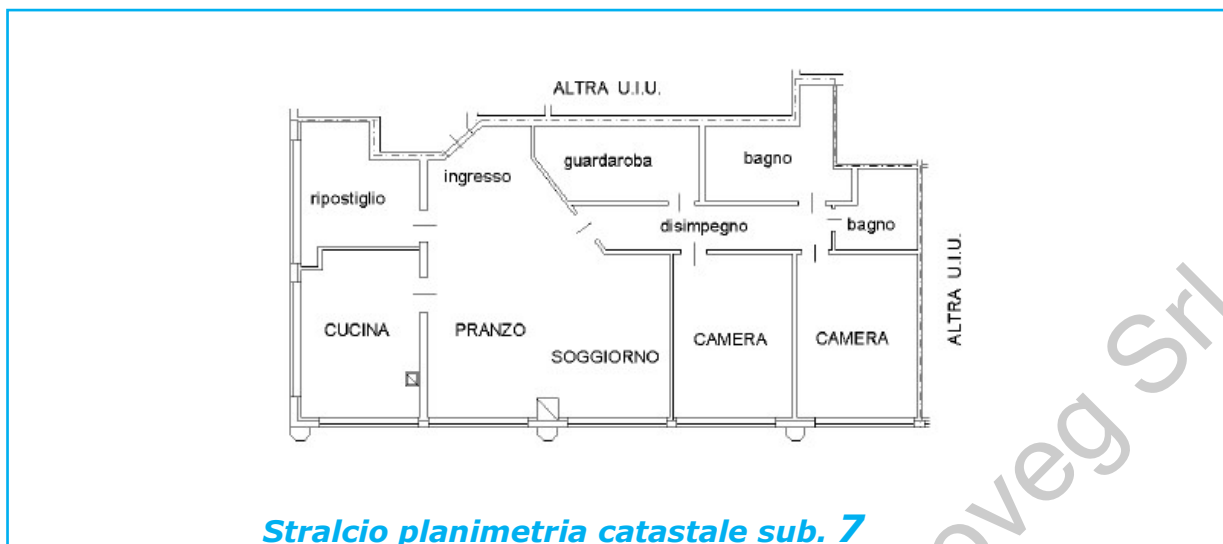 ALTRA U.I.U.
guardaroba
bagno
ingresso
ripostiglio
disimpegno
bagno
ALTRA U.I.U.
CUCINA
PRANZO
SOGGIORNO
CAMERA
CAMERA
oveg Srl
Stralcio planimetria catastale sub. 7